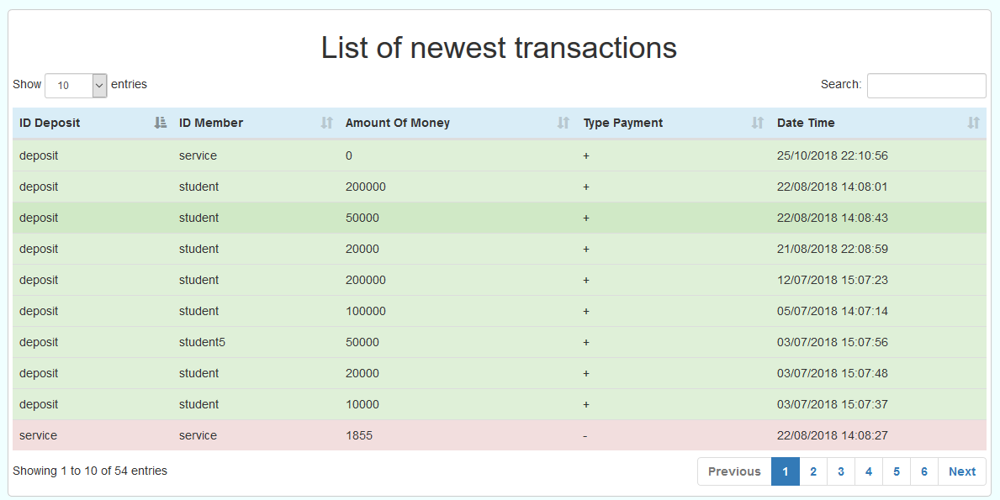 List of newest transactions
Show 10 entries Search:
ID Deposit ID Member Amount Of Money Type Payment Date Time
deposit service 0 + 25/10/2018 22:10:56
deposit student 200000 + 22/08/2018 14:08:01
deposit student 50000 + 22/08/2018 14:08:43
deposit student 20000 + 21/08/2018 22:08:59
deposit student 200000 + 12/07/2018 15:07:23
deposit student 100000 + 05/07/2018 14:07:14
deposit student5 50000 + 03/07/2018 15:07:56
deposit student 20000 + 03/07/2018 15:07:48
deposit student 10000 + 03/07/2018 15:07:37
service service 1855 - 22/08/2018 14:08:27
Showing 1 to 10 of 54 entries Previous 1 2 3 4 5 6 Next